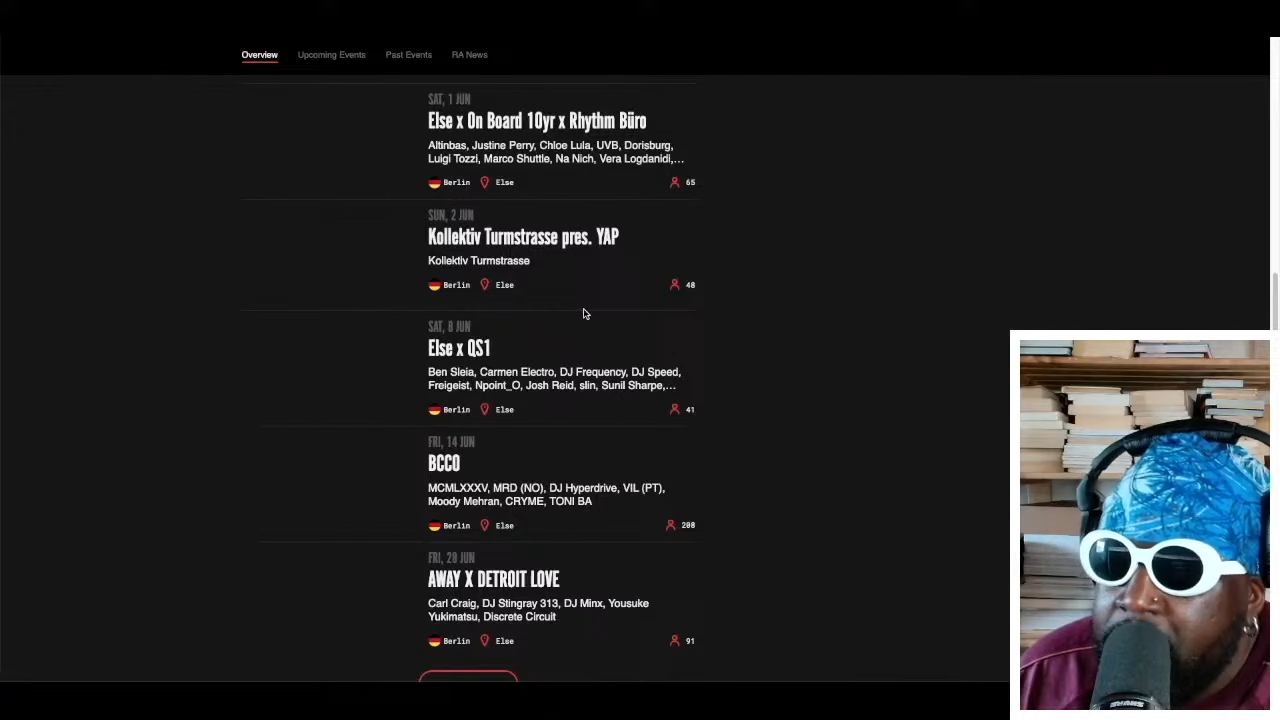 Overview Upcoming Events Past Events RA News
SAT, 1 JUN
Else x On Board 10yr x Rhythm Büro
Altinbas, Justine Perry, Chloe Lula, UVB, Dorisburg,
Luigi Tozzi, Marco Shuttle, Na Nich, Vera Logdanidi,...
Berlin Else 65
SUN, 2 JUN
Kollektiv Turmstrasse pres. YAP
Kollektiv Turmstrasse
Berlin Else 48
SAT, 8 JUN
Else x QS1
Ben Sleia, Carmen Electro, DJ Frequency, DJ Speed,
Freigeist, Npoint_O, Josh Reid, slin, Sunil Sharpe,...
Berlin Else 41
FRI, 14 JUN
BCCO
MCMLXXXV, MRD (NO), DJ Hyperdrive, VIL (PT),
Moody Mehran, CRYME, TONI BA
Berlin Else 208
FRI, 28 JUN
AWAY X DETROIT LOVE
Carl Craig, DJ Stingray 313, DJ Minx, Yousuke
Yukimatsu, Discrete Circuit
Berlin Else 91
SHURE